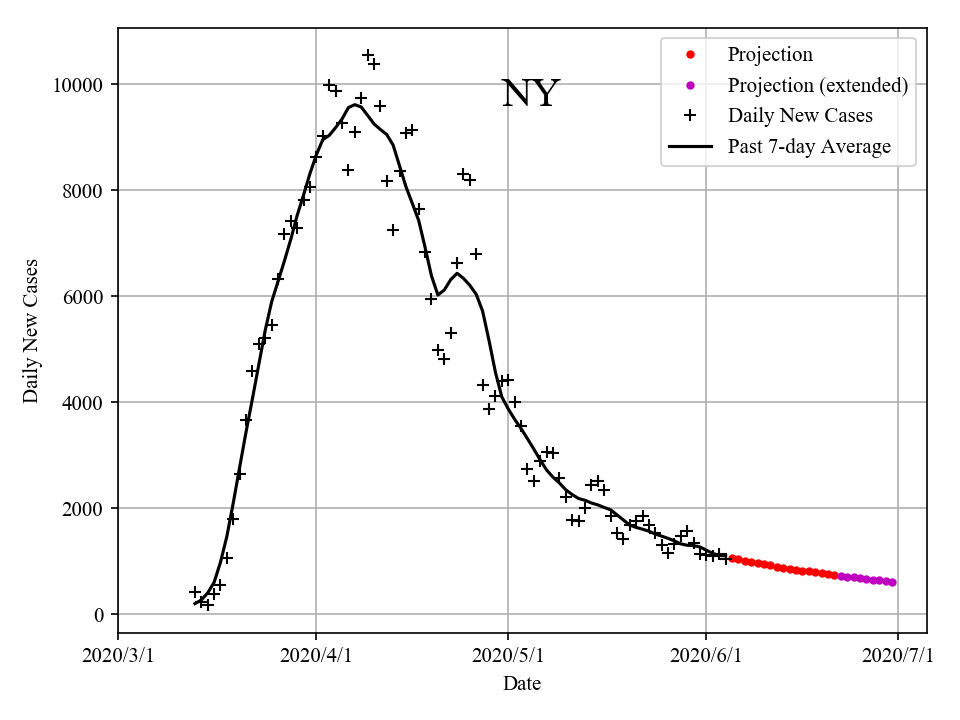 NY
Projection
Projection (extended)
Daily New Cases
Past 7-day Average
10000
8000
6000
4000
2000
0
Daily New Cases
2020/3/1
2020/4/1
2020/5/1
2020/6/1
2020/7/1
Date